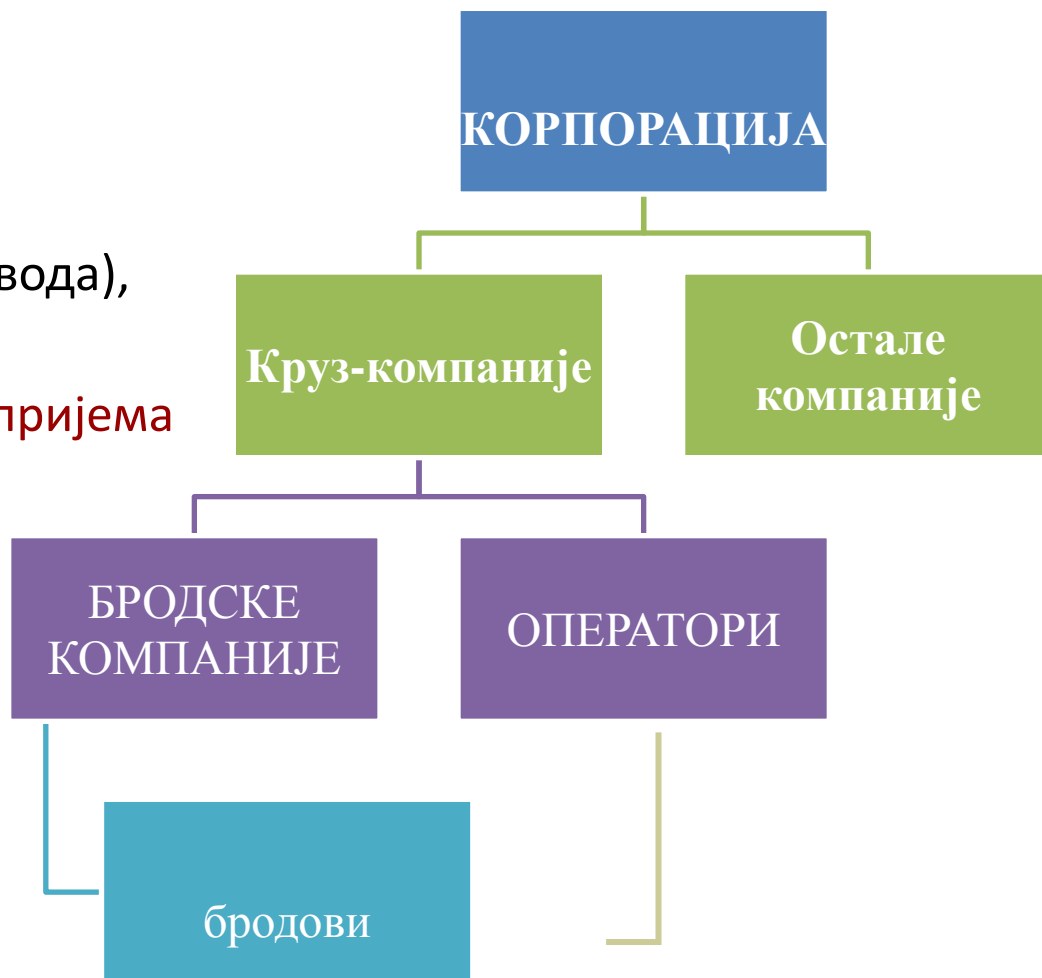 КОРПОРАЦИЈА
вода),
пријема
Круз-компаније
Остале
компаније
БРОДСКЕ
КОМПАНИЈЕ
ОПЕРАТОРИ
бродови